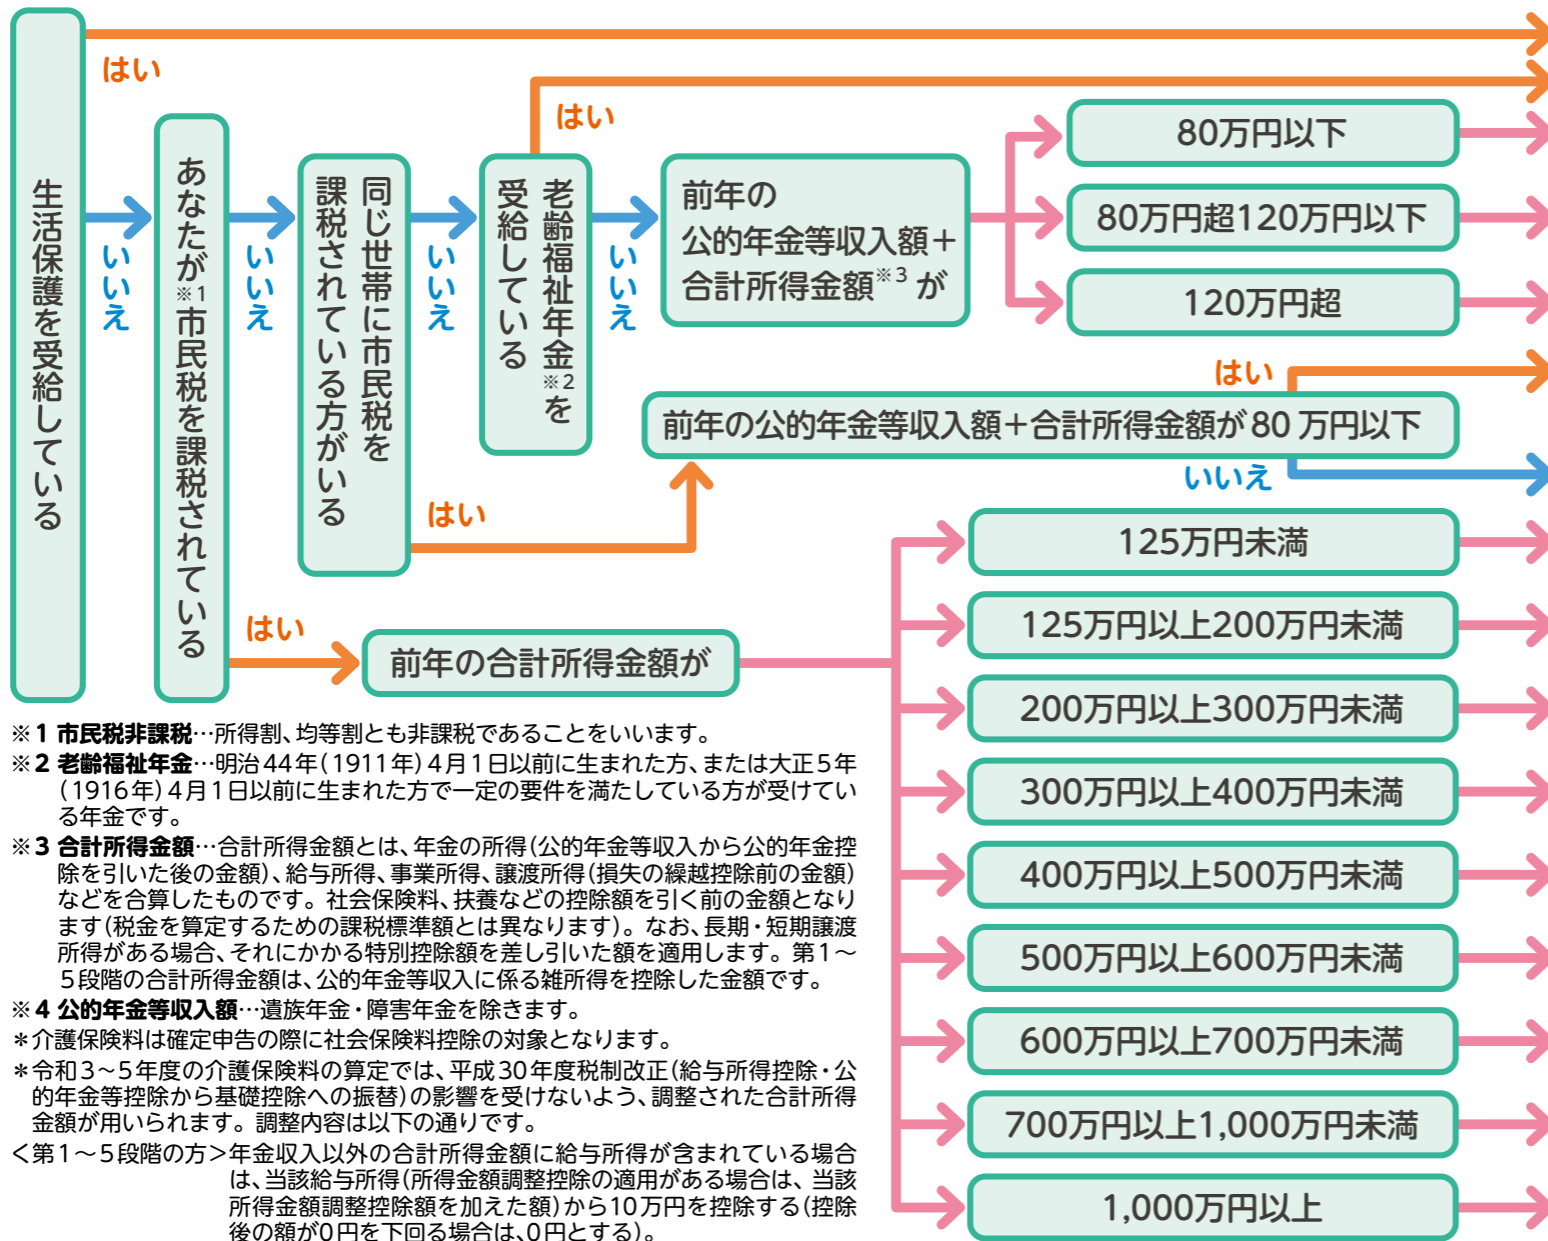 生活保護を受給している
はい
いいえ
あなたが※1市民税を課税されている
いいえ
はい
同じ世帯に市民税を
課税されている方がいる
いいえ
はい
老齢福祉年金※2を
受給している
はい
いいえ
前年の
公的年金等収入額＋
合計所得金額※3が
80万円以下
80万円超120万円以下
120万円超
前年の公的年金等収入額＋合計所得金額が80万円以下
はい
いいえ
前年の合計所得金額が
125万円未満
125万円以上200万円未満
200万円以上300万円未満
300万円以上400万円未満
400万円以上500万円未満
500万円以上600万円未満
600万円以上700万円未満
700万円以上1,000万円未満
1,000万円以上
※1 市民税非課税…所得割、均等割とも非課税であることをいいます。
※2 老齢福祉年金…明治44年（1911年）4月1日以前に生まれた方、または大正5年
（1916年）4月1日以前に生まれた方で一定の要件を満たしている方が受けてい
る年金です。
※3 合計所得金額…合計所得金額とは、年金の所得（公的年金等収入から公的年金控
除を引いた後の金額）、給与所得、事業所得、譲渡所得（損失の繰越控除前の金額）
などを合算したものです。社会保険料、扶養などの控除額を引く前の金額となり
ます（税金を算定するための課税標準額とは異なります）。なお、長期・短期譲渡
所得がある場合、それにかかる特別控除額を差し引いた額を適用します。第1～
5段階の合計所得金額は、公的年金等収入に係る雑所得を控除した金額です。
※4 公的年金等収入額…遺族年金・障害年金を除きます。
＊介護保険料は確定申告の際に社会保険料控除の対象となります。
＊令和3～5年度の介護保険料の算定では、平成30年度税制改正（給与所得控除・公
的年金等控除から基礎控除への振替）の影響を受けないよう、調整された合計所得
金額が用いられます。調整内容は以下の通りです。
＜第1～5段階の方＞年金収入以外の合計所得金額に給与所得が含まれている場合
は、当該給与所得（所得金額調整控除の適用がある場合は、当該
所得金額調整控除額を加えた額）から10万円を控除する（控除
後の額が0円を下回る場合は、0円とする）。